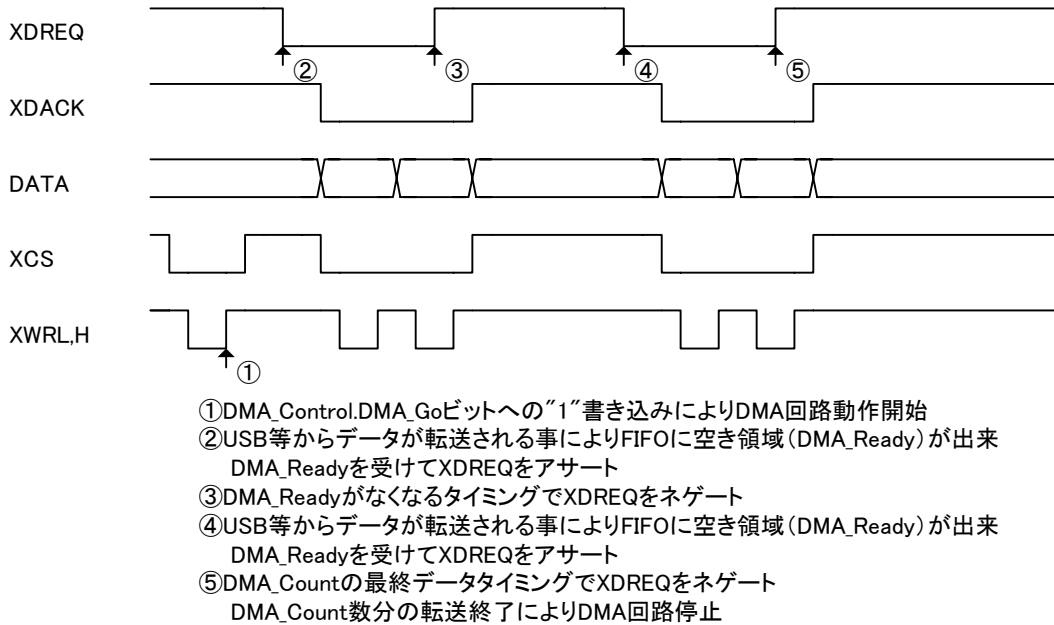 XDREQ
② ③ ④ ⑤
XDACK
DATA
XCS
XWRL,H
①
①DMA_Control.DMA_Goビットへの"1"書き込みによりDMA回路動作開始
②USB等からデータが転送される事によりFIFOに空き領域(DMA_Ready)が出来
DMA_Readyを受けてXDREQをアサート
③DMA_ReadyがなくなるタイミングでXDREQをネゲート
④USB等からデータが転送される事によりFIFOに空き領域(DMA_Ready)が出来
DMA_Readyを受けてXDREQをアサート
⑤DMA_Countの最終データタイミングでXDREQをネゲート
DMA_Count数分の転送終了によりDMA回路停止